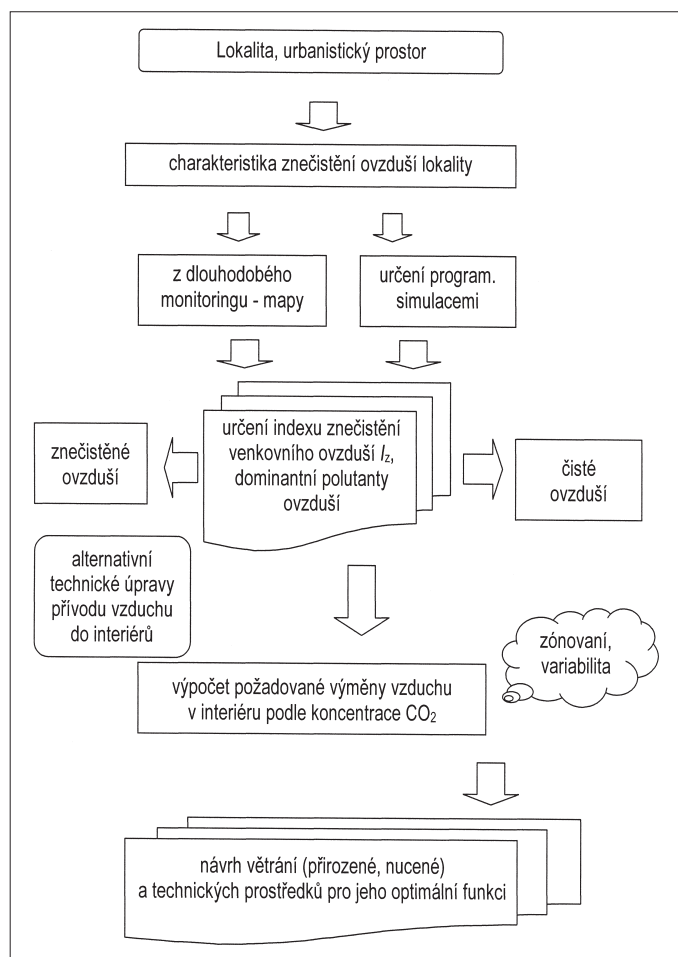 Lokalita, urbanistický prostor
charakteristika znečistění ovzduší lokality
z dlouhodobého
monitoringu - mapy
určení program.
simulacemi
určení indexu znečistění
venkovního ovzduší Iz,
dominantní polutanty
ovzduší
znečistěné
ovzduší
čisté
ovzduší
alternativní
technické úpravy
přívodu vzduchu
do interiérů
zónovaní,
variabilita
výpočet požadované výměny vzduchu
v interiéru podle koncentrace CO₂
návrh větrání (přirozené, nucené)
a technických prostředků pro jeho optimální funkci